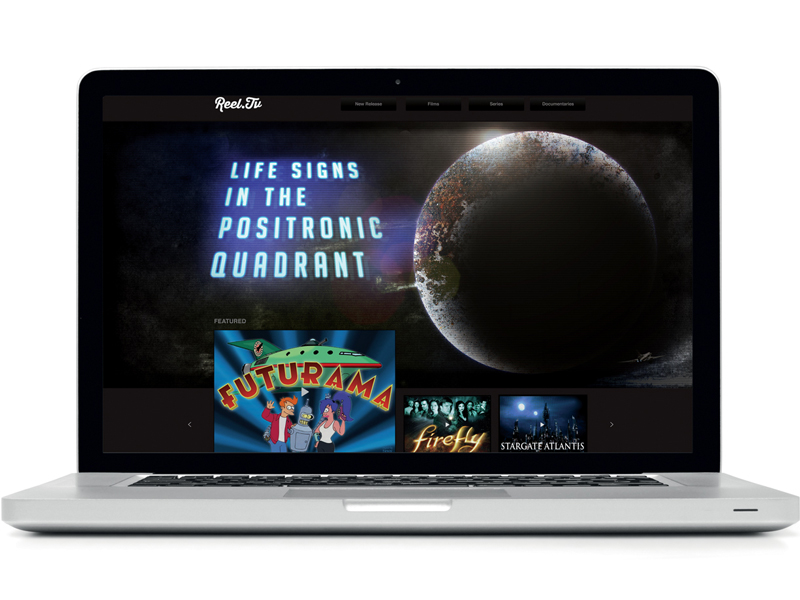 Reel.Tv
New Release
Films
Series
Documentaries
LIFE SIGNS
IN THE
POSITRONIC
QUADRANT
FEATURED
FUTURAMA
firefly
STARGATE ATLANTIS